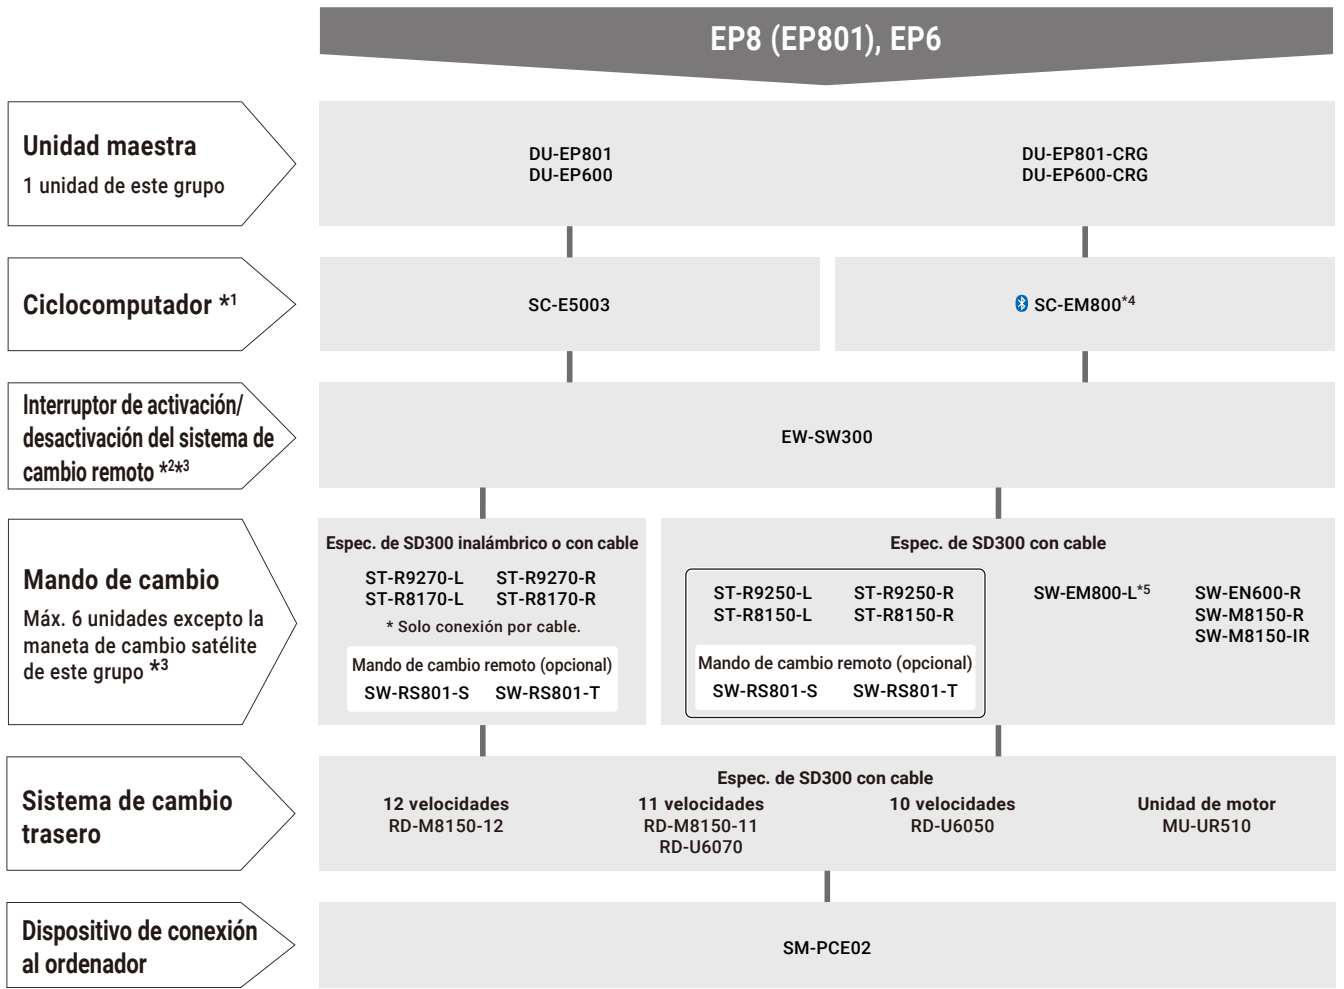 EP8 (EP801), EP6
Unidad maestra
1 unidad de este grupo
DU-EP801
DU-EP600
DU-EP801-CRG
DU-EP600-CRG
Ciclocomputador *1
SC-E5003
SC-EM800*4
Interruptor de activación/
desactivación del sistema de
cambio remoto *2*3
EW-SW300
Mando de cambio
Máx. 6 unidades excepto la
maneta de cambio satélite
de este grupo *3
Espec. de SD300 inalámbrico o con cable
ST-R9270-L ST-R9270-R
ST-R8170-L ST-R8170-R
* Solo conexión por cable.
Mando de cambio remoto (opcional)
SW-RS801-S SW-RS801-T
Espec. de SD300 con cable
ST-R9250-L ST-R9250-R
ST-R8150-L ST-R8150-R
Mando de cambio remoto (opcional)
SW-RS801-S SW-RS801-T
SW-EM800-L*5
SW-EN600-R
SW-M8150-R
SW-M8150-IR
Sistema de cambio
trasero
Espec. de SD300 con cable
12 velocidades
RD-M8150-12
11 velocidades
RD-M8150-11
RD-U6070
10 velocidades
RD-U6050
Unidad de motor
MU-UR510
Dispositivo de conexión
al ordenador
SM-PCE02